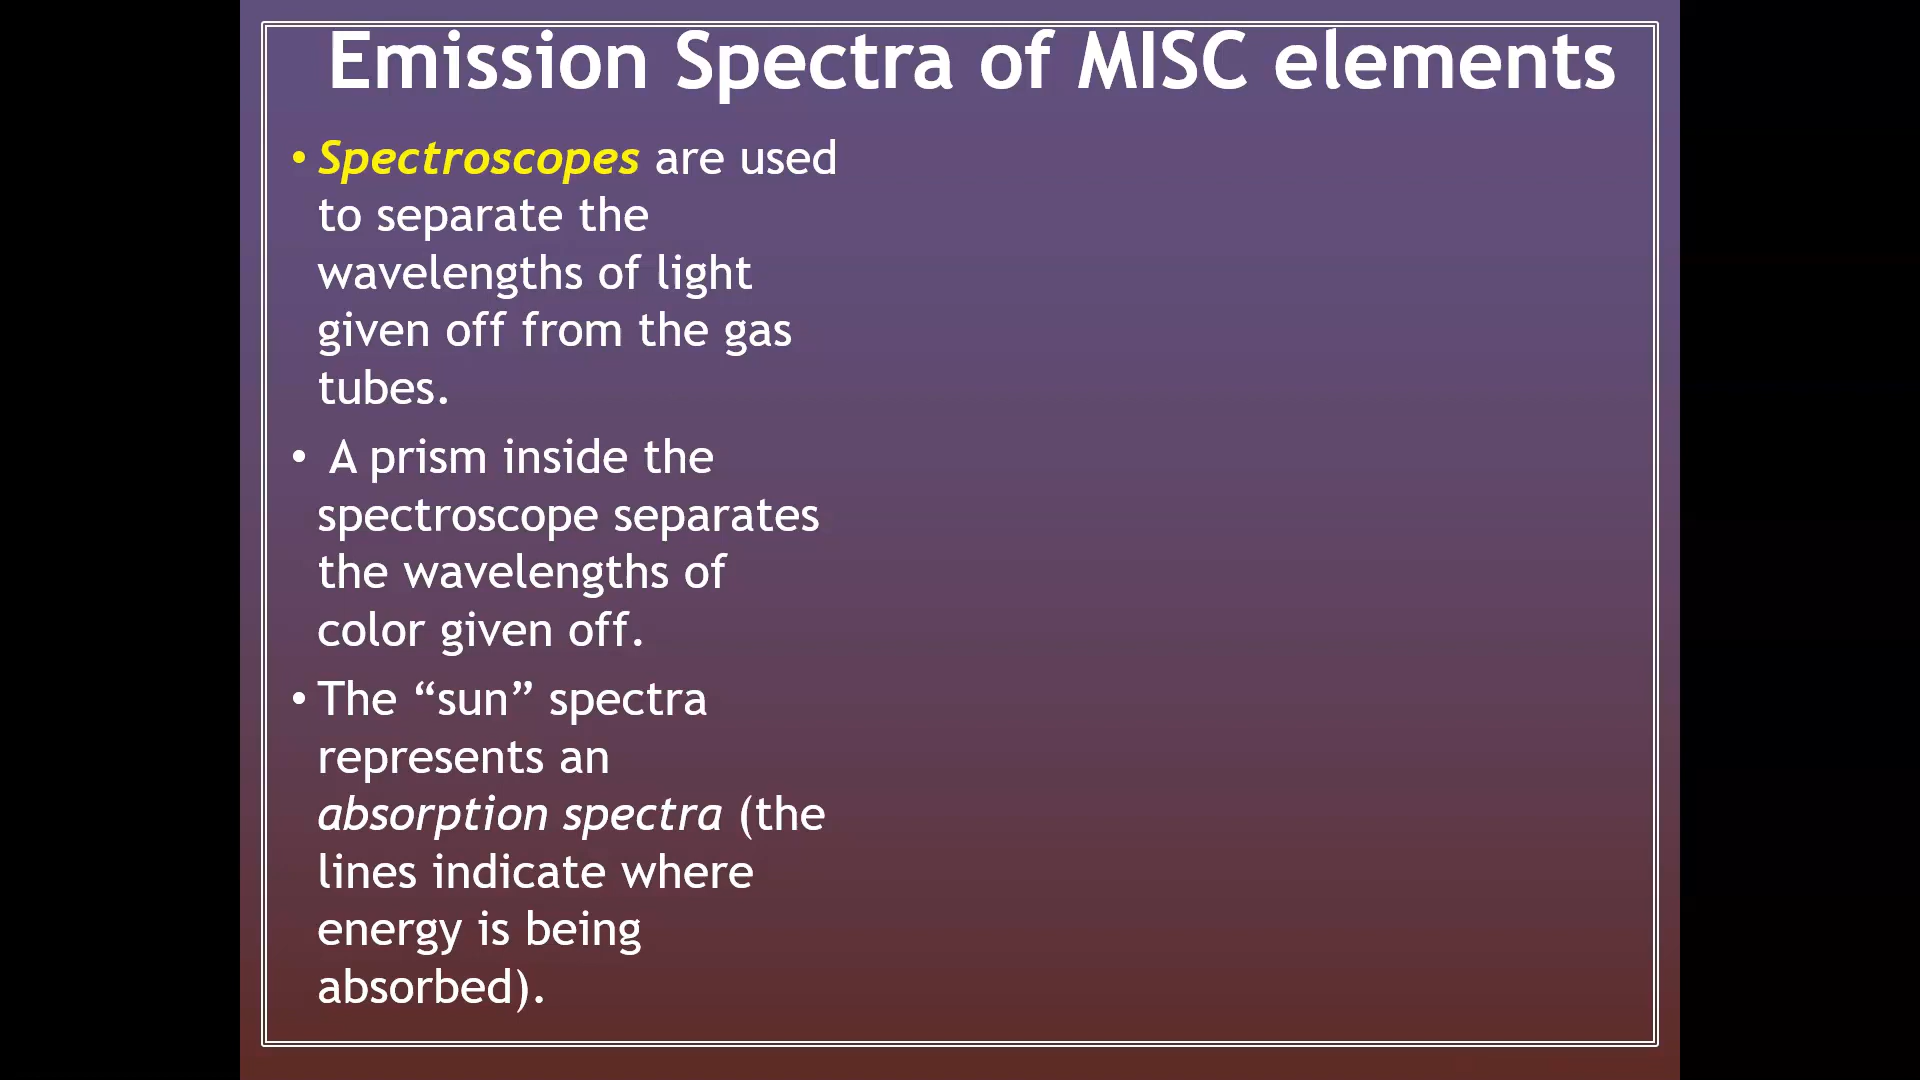 Emission Spectra of MISC elements
• Spectroscopes are used
to separate the
wavelengths of light
given off from the gas
tubes.
• A prism inside the
spectroscope separates
the wavelengths of
color given off.
• The “sun” spectra
represents an
absorption spectra (the
lines indicate where
energy is being
absorbed).